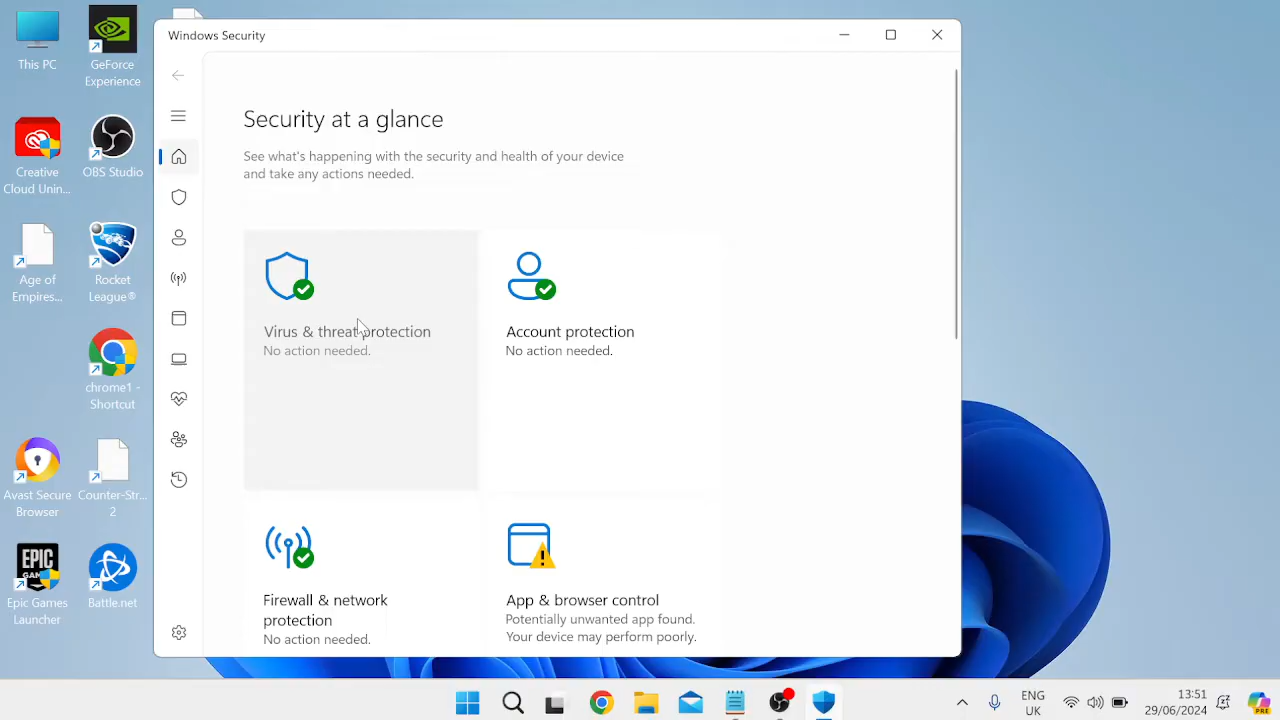 This PC
GeForce
Experience
Creative
Cloud Unin...
OBS Studio
Age of
Empires...
Rocket
League®
chrome1 -
Shortcut
Avast Secure
Browser
Counter-Str...
2
EPIC
GAMES
Epic Games
Launcher
Battle.net
Windows Security
Security at a glance
See what's happening with the security and health of your device
and take any actions needed.
Virus & threat protection
No action needed.
Account protection
No action needed.
Firewall & network
protection
No action needed.
App & browser control
Potentially unwanted app found.
Your device may perform poorly.
ENG
UK
13:51
29/06/2024
PRE